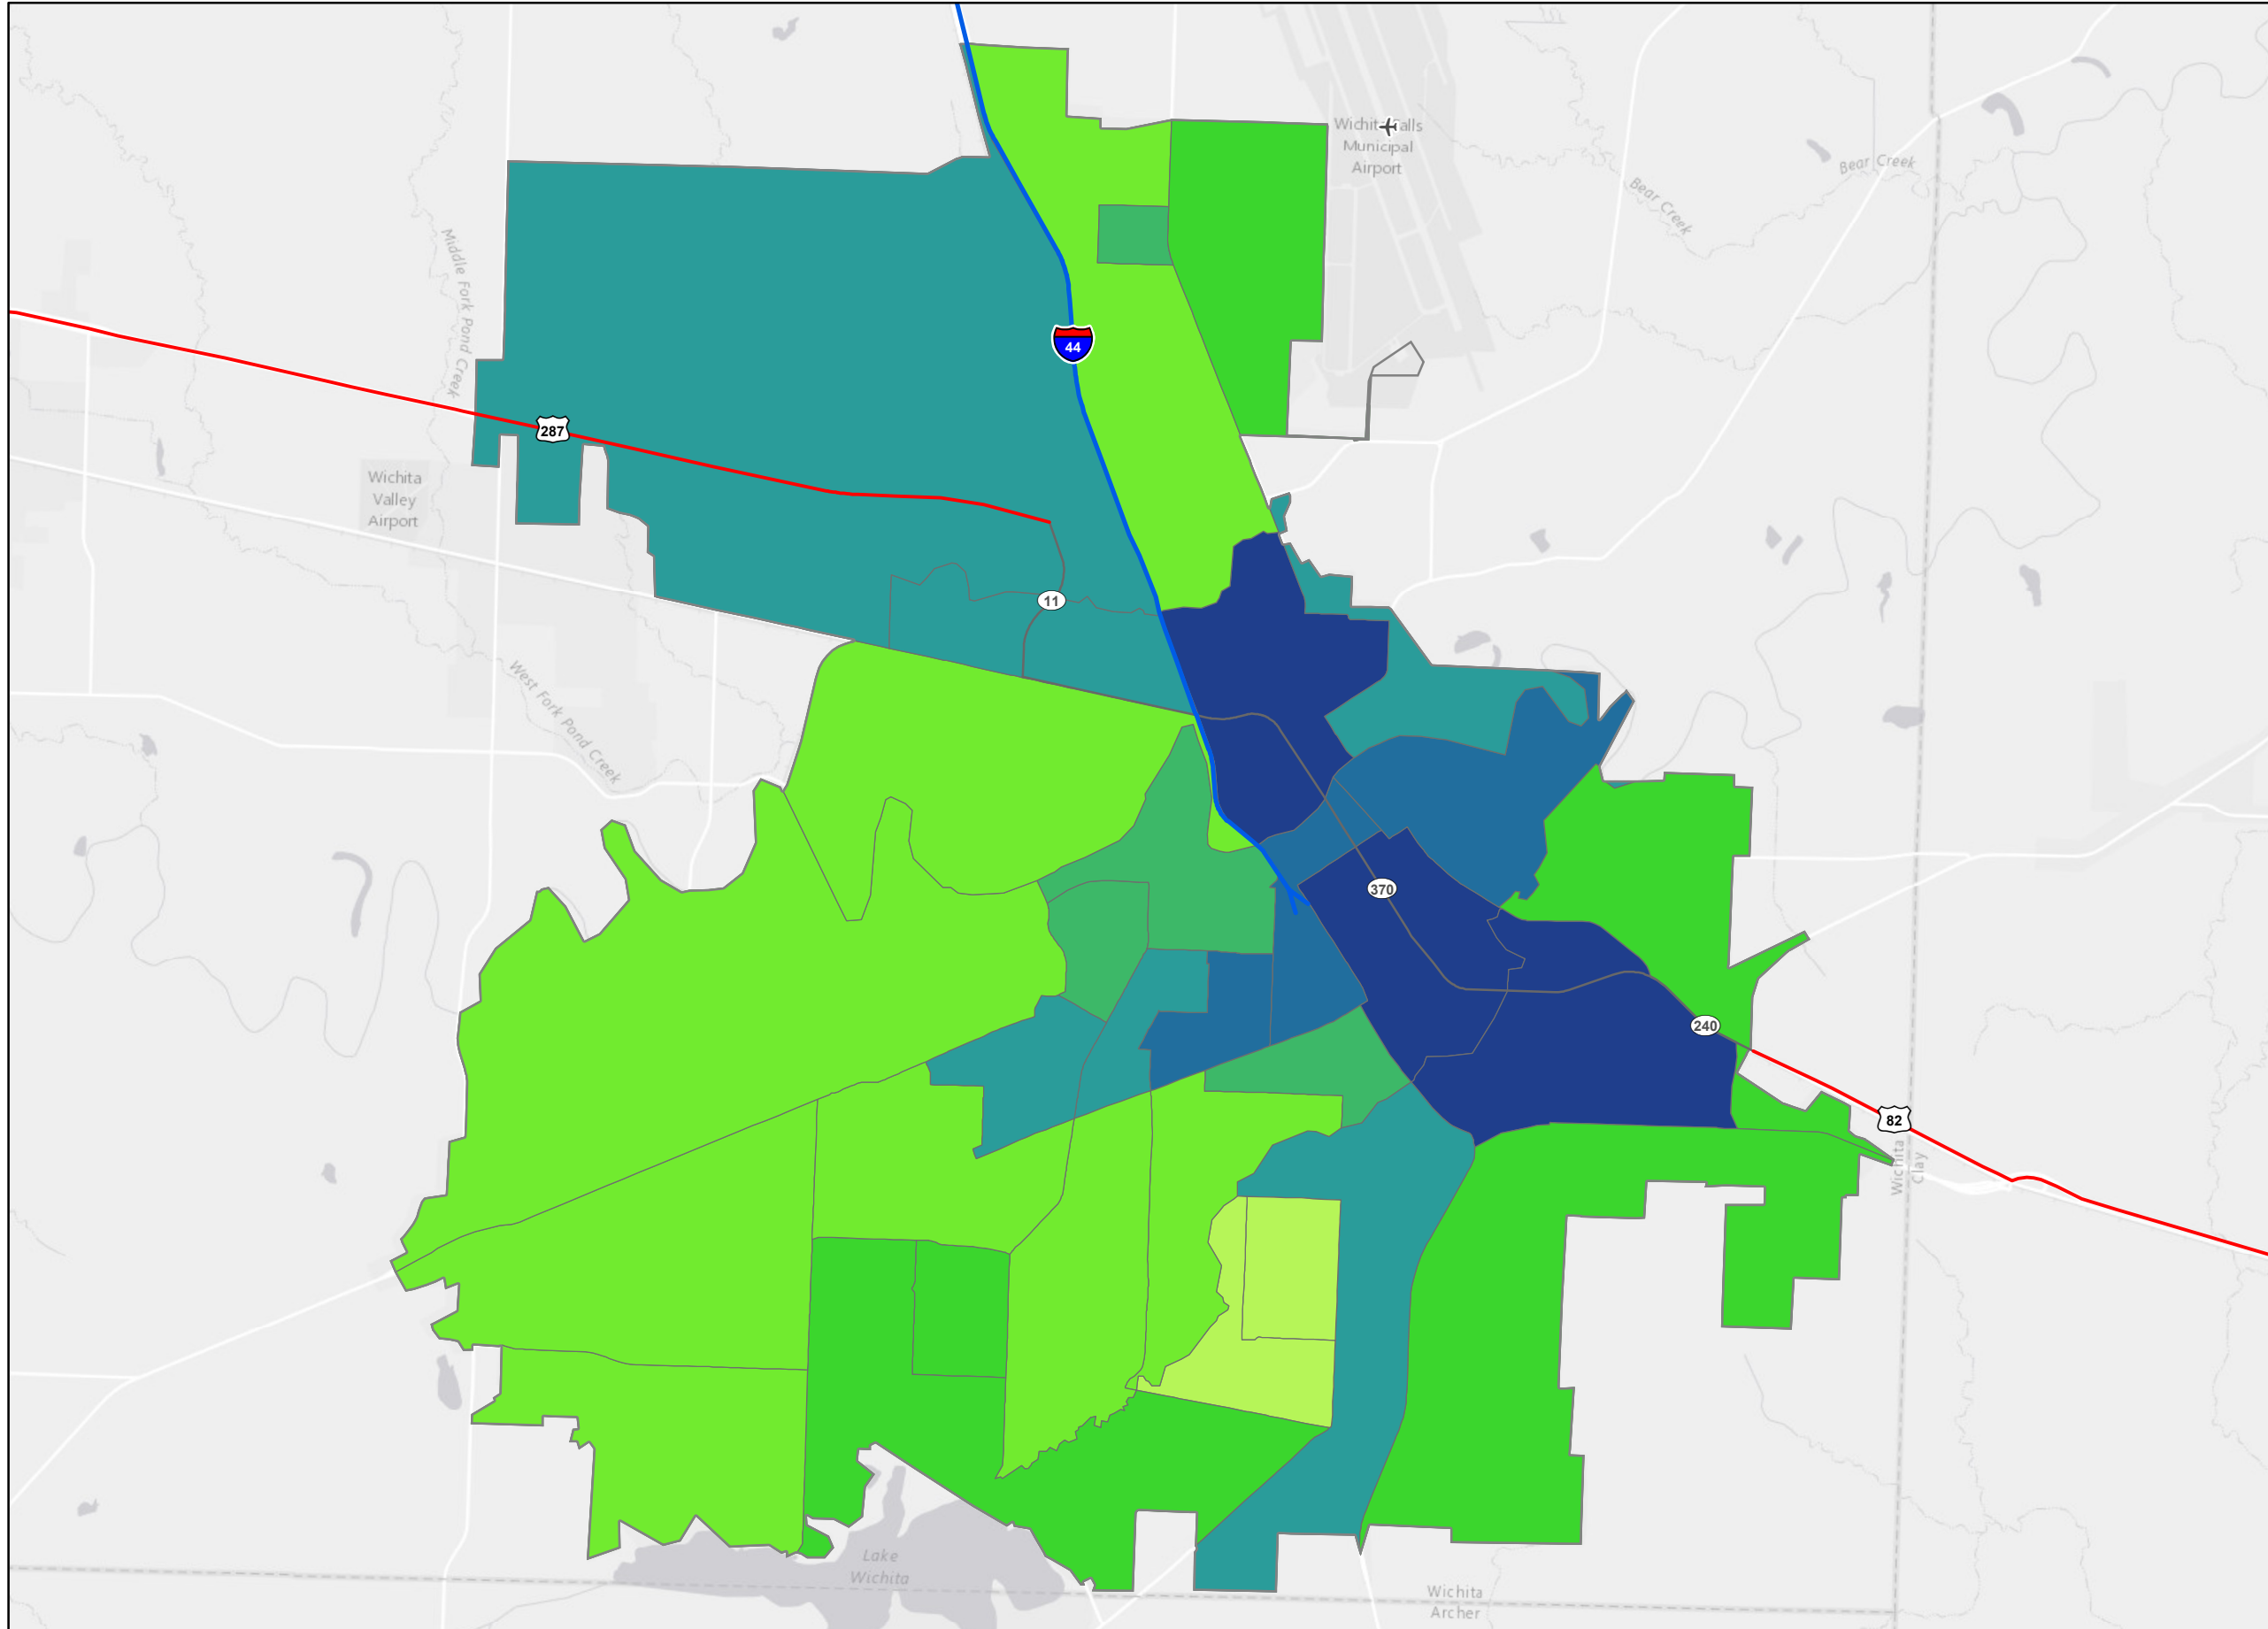 Wichita Falls
Municipal
Airport
Bear Creek
Bear Creek
Middle Fork Pond Creek
44
287
Wichita
Valley
Airport
11
West Fork Pond Creek
370
240
82
Wichita
Clay
Lake
Wichita
Wichita
Archer